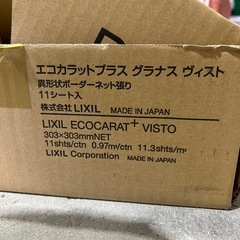 エコカラットプラス グラナス ヴィスト
異形状ボーダーネット張り
11シート入
株式会社 LIXIL MADE IN JAPAN
LIXIL ECOCARAT+ VISTO
303×303mmNET
11shts/ctn 0.97m²/ctn 11.3shts/m²
LIXIL Corporation MADE IN JAPAN